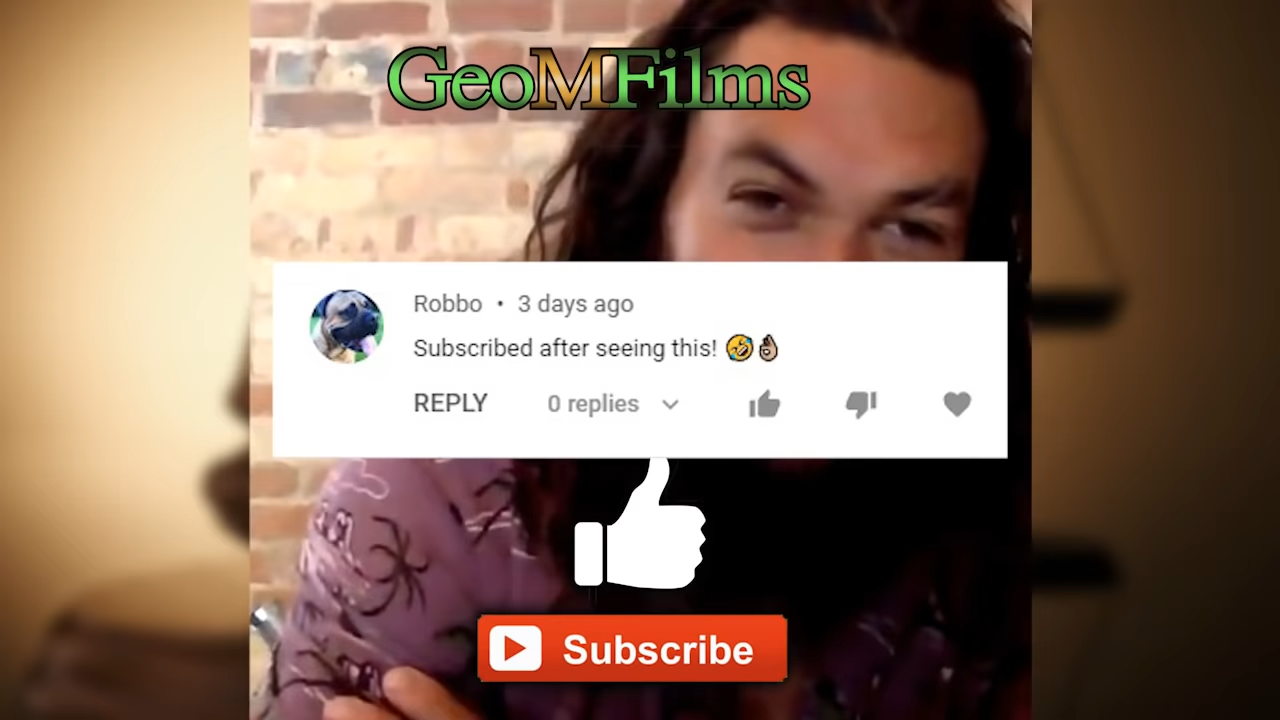 GeoMFilms
Robbo • 3 days ago
Subscribed after seeing this! 🤣👌🏼
REPLY 0 replies
Subscribe